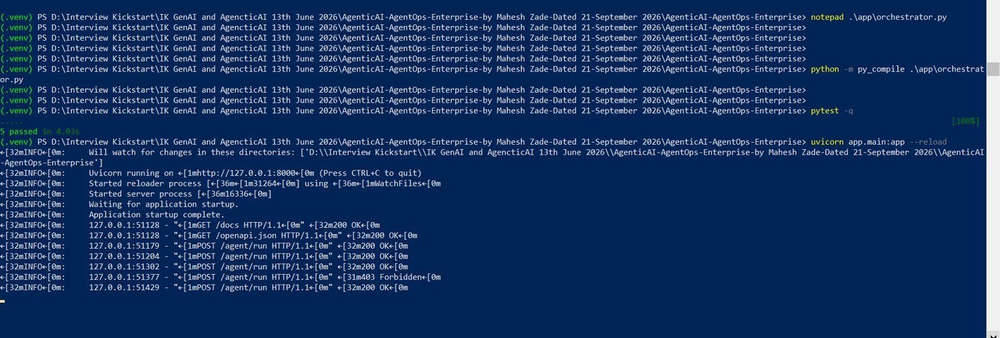 (.venv) PS D:\Interview Kickstart\IK GenAI and AgencticAI 13th June 2026\AgenticAI-AgentOps-Enterprise-by Mahesh Zade-Dated 21-September 2026\AgenticAI-AgentOps-Enterprise> notepad .\app\orchestrator.py
(.venv) PS D:\Interview Kickstart\IK GenAI and AgencticAI 13th June 2026\AgenticAI-AgentOps-Enterprise-by Mahesh Zade-Dated 21-September 2026\AgenticAI-AgentOps-Enterprise>
(.venv) PS D:\Interview Kickstart\IK GenAI and AgencticAI 13th June 2026\AgenticAI-AgentOps-Enterprise-by Mahesh Zade-Dated 21-September 2026\AgenticAI-AgentOps-Enterprise>
(.venv) PS D:\Interview Kickstart\IK GenAI and AgencticAI 13th June 2026\AgenticAI-AgentOps-Enterprise-by Mahesh Zade-Dated 21-September 2026\AgenticAI-AgentOps-Enterprise>
(.venv) PS D:\Interview Kickstart\IK GenAI and AgencticAI 13th June 2026\AgenticAI-AgentOps-Enterprise-by Mahesh Zade-Dated 21-September 2026\AgenticAI-AgentOps-Enterprise>
(.venv) PS D:\Interview Kickstart\IK GenAI and AgencticAI 13th June 2026\AgenticAI-AgentOps-Enterprise-by Mahesh Zade-Dated 21-September 2026\AgenticAI-AgentOps-Enterprise> python -m py_compile .\app\orchestrat
or.py
(.venv) PS D:\Interview Kickstart\IK GenAI and AgencticAI 13th June 2026\AgenticAI-AgentOps-Enterprise-by Mahesh Zade-Dated 21-September 2026\AgenticAI-AgentOps-Enterprise>
(.venv) PS D:\Interview Kickstart\IK GenAI and AgencticAI 13th June 2026\AgenticAI-AgentOps-Enterprise-by Mahesh Zade-Dated 21-September 2026\AgenticAI-AgentOps-Enterprise>
(.venv) PS D:\Interview Kickstart\IK GenAI and AgencticAI 13th June 2026\AgenticAI-AgentOps-Enterprise-by Mahesh Zade-Dated 21-September 2026\AgenticAI-AgentOps-Enterprise> pytest -q
..... [100%]
5 passed in 4.03s
(.venv) PS D:\Interview Kickstart\IK GenAI and AgencticAI 13th June 2026\AgenticAI-AgentOps-Enterprise-by Mahesh Zade-Dated 21-September 2026\AgenticAI-AgentOps-Enterprise> uvicorn app.main:app --reload
←[32mINFO←[0m:     Will watch for changes in these directories: ['D:\\Interview Kickstart\\IK GenAI and AgencticAI 13th June 2026\\AgenticAI-AgentOps-Enterprise-by Mahesh Zade-Dated 21-September 2026\\AgenticAI
-AgentOps-Enterprise']
←[32mINFO←[0m:     Uvicorn running on ←[1mhttp://127.0.0.1:8000←[0m (Press CTRL+C to quit)
←[32mINFO←[0m:     Started reloader process [←[36m←[1m31264←[0m] using ←[36m←[1mWatchFiles←[0m
←[32mINFO←[0m:     Started server process [←[36m16336←[0m]
←[32mINFO←[0m:     Waiting for application startup.
←[32mINFO←[0m:     Application startup complete.
←[32mINFO←[0m:     127.0.0.1:51128 - "←[1mGET /docs HTTP/1.1←[0m" ←[32m200 OK←[0m
←[32mINFO←[0m:     127.0.0.1:51128 - "←[1mGET /openapi.json HTTP/1.1←[0m" ←[32m200 OK←[0m
←[32mINFO←[0m:     127.0.0.1:51179 - "←[1mPOST /agent/run HTTP/1.1←[0m" ←[32m200 OK←[0m
←[32mINFO←[0m:     127.0.0.1:51204 - "←[1mPOST /agent/run HTTP/1.1←[0m" ←[32m200 OK←[0m
←[32mINFO←[0m:     127.0.0.1:51302 - "←[1mPOST /agent/run HTTP/1.1←[0m" ←[32m200 OK←[0m
←[32mINFO←[0m:     127.0.0.1:51377 - "←[1mPOST /agent/run HTTP/1.1←[0m" ←[31m403 Forbidden←[0m
←[32mINFO←[0m:     127.0.0.1:51429 - "←[1mPOST /agent/run HTTP/1.1←[0m" ←[32m200 OK←[0m